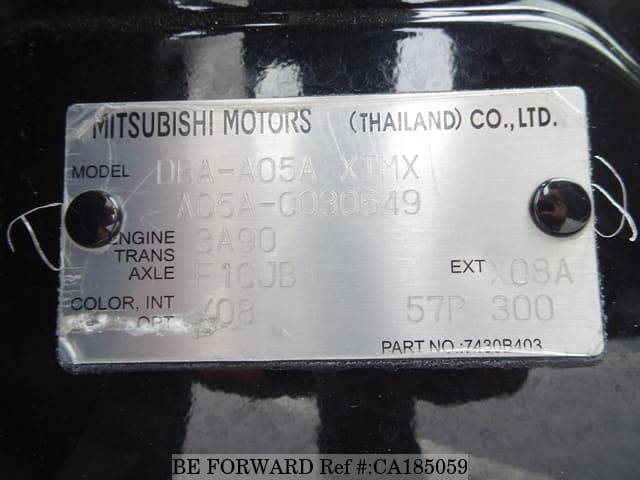 MITSUBISHI MOTORS (THAILAND) CO., LTD.
MODEL DBA-A05A XTMX
A05A-0030649
ENGINE 3A90
TRANS
AXLE F1CJB EXT X08A
COLOR, INT 57P 300
OPT
PART NO.:7430B403
BE FORWARD Ref #:CA185059